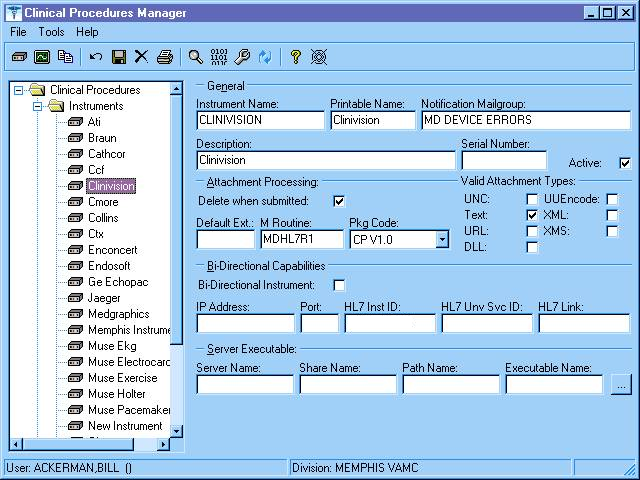 Clinical Procedures Manager
File Tools Help
Clinical Procedures
Instruments
Ati
Braun
Cathcor
Ccf
Clinivision
Cmore
Collins
Ctx
Enconcert
Endosoft
Ge Echopac
Jaeger
Medgraphics
Memphis Instrume
Muse Ekg
Muse Electrocard
Muse Exercise
Muse Holter
Muse Pacemaker
New Instrument
General
Instrument Name: Printable Name: Notification Mailgroup:
CLINIVISION Clinivision MD DEVICE ERRORS
Description: Serial Number:
Clinivision Active:
Attachment Processing: Valid Attachment Types:
Delete when submitted: UNC: UUEncode:
Text: XML:
Default Ext.: M Routine: Pkg Code: URL: XMS:
MDHL7R1 CP V1.0 DLL:
Bi-Directional Capabilities
Bi-Directional Instrument:
IP Address: Port: HL7 Inst ID: HL7 Unv Svc ID: HL7 Link:
Server Executable:
Server Name: Share Name: Path Name: Executable Name:
...
User: ACKERMAN,BILL () Division: MEMPHIS VAMC